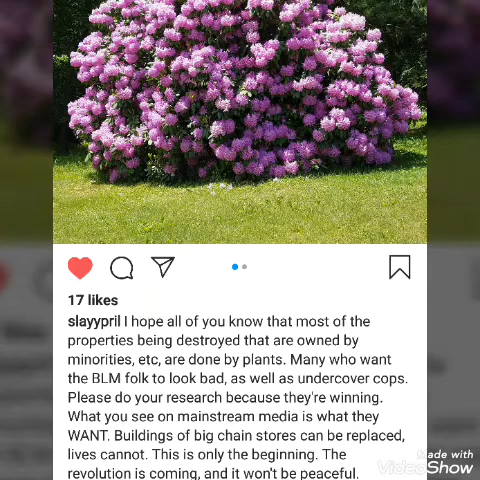 17 likes
slayypril I hope all of you know that most of the
properties being destroyed that are owned by
minorities, etc, are done by plants. Many who want
the BLM folk to look bad, as well as undercover cops.
Please do your research because they're winning.
What you see on mainstream media is what they
WANT. Buildings of big chain stores can be replaced,
lives cannot. This is only the beginning. The
revolution is coming, and it won't be peaceful.
Made with
VideoShow